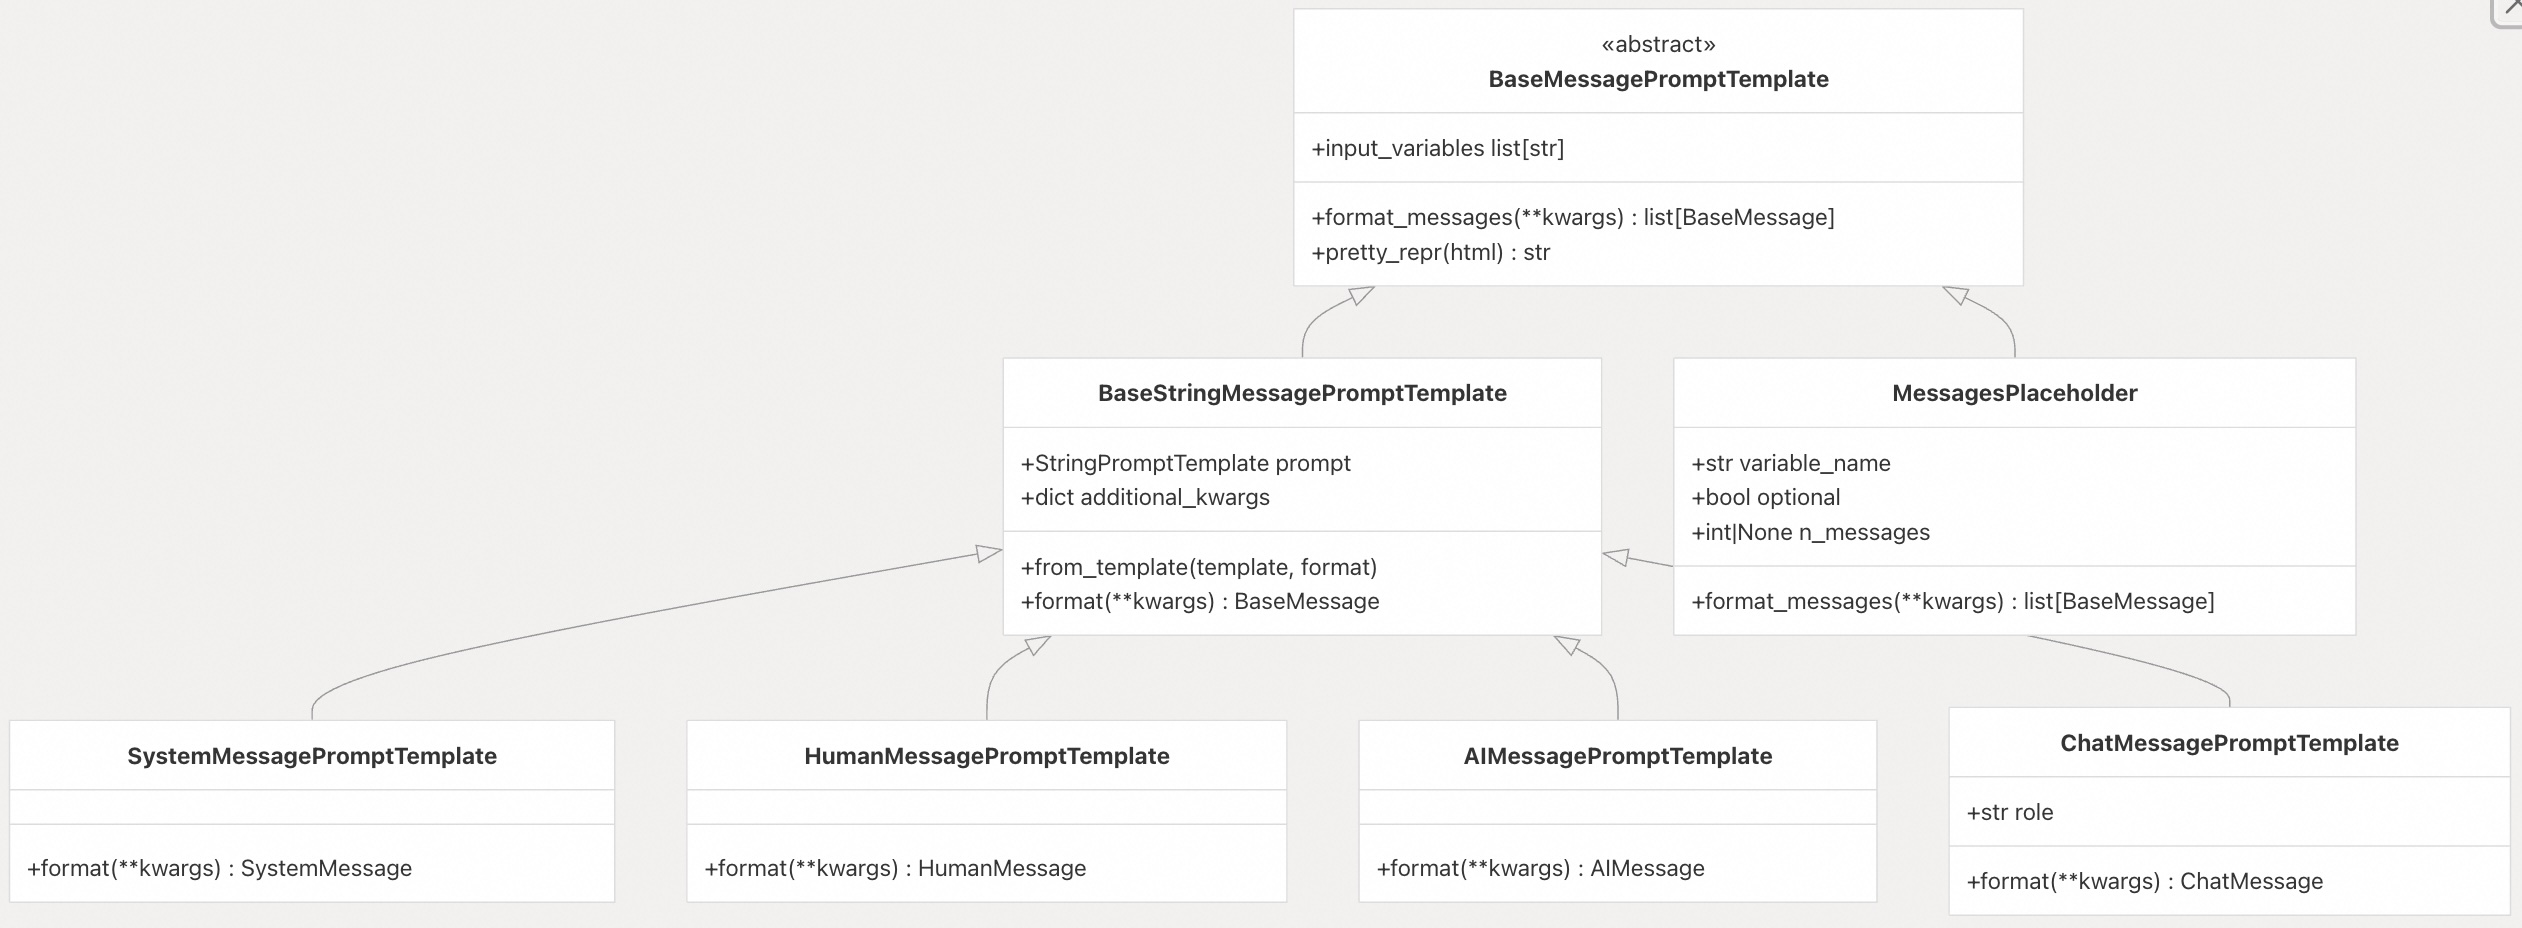 «abstract»
BaseMessagePromptTemplate
+input_variables list[str]
+format_messages(**kwargs) : list[BaseMessage]
+pretty_repr(html) : str
BaseStringMessagePromptTemplate
+StringPromptTemplate prompt
+dict additional_kwargs
+from_template(template, format)
+format(**kwargs) : BaseMessage
MessagesPlaceholder
+str variable_name
+bool optional
+int|None n_messages
+format_messages(**kwargs) : list[BaseMessage]
SystemMessagePromptTemplate
+format(**kwargs) : SystemMessage
HumanMessagePromptTemplate
+format(**kwargs) : HumanMessage
AIMessagePromptTemplate
+format(**kwargs) : AIMessage
ChatMessagePromptTemplate
+str role
+format(**kwargs) : ChatMessage